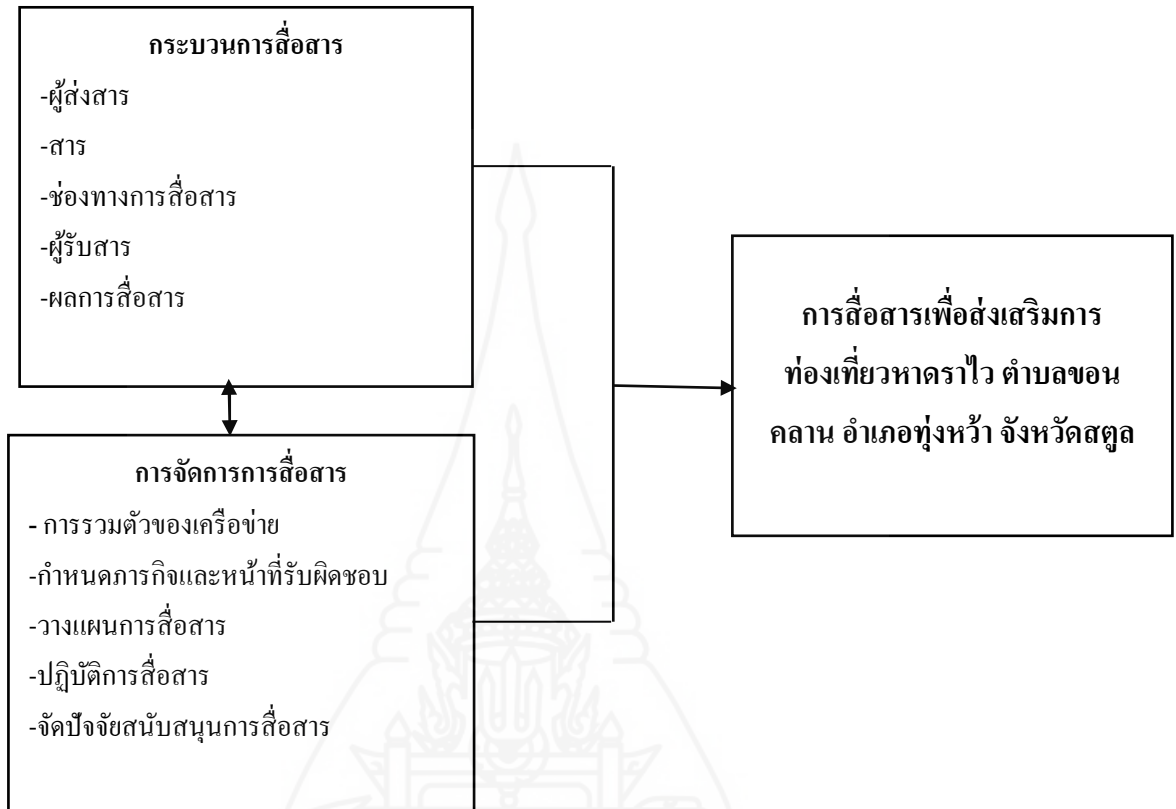 กระบวนการสื่อสาร
-ผู้ส่งสาร
-สาร
-ช่องทางการสื่อสาร
-ผู้รับสาร
-ผลการสื่อสาร
การจัดการการสื่อสาร
- การรวมตัวของเครือข่าย
-กำหนดภารกิจและหน้าที่รับผิดชอบ
-วางแผนการสื่อสาร
-ปฏิบัติการสื่อสาร
-จัดปัจจัยสนับสนุนการสื่อสาร
การสื่อสารเพื่อส่งเสริมการ
ท่องเที่ยวหาดราไว ตำบลขอน
คลาน อำเภอทุ่งหว้า จังหวัดสตูล